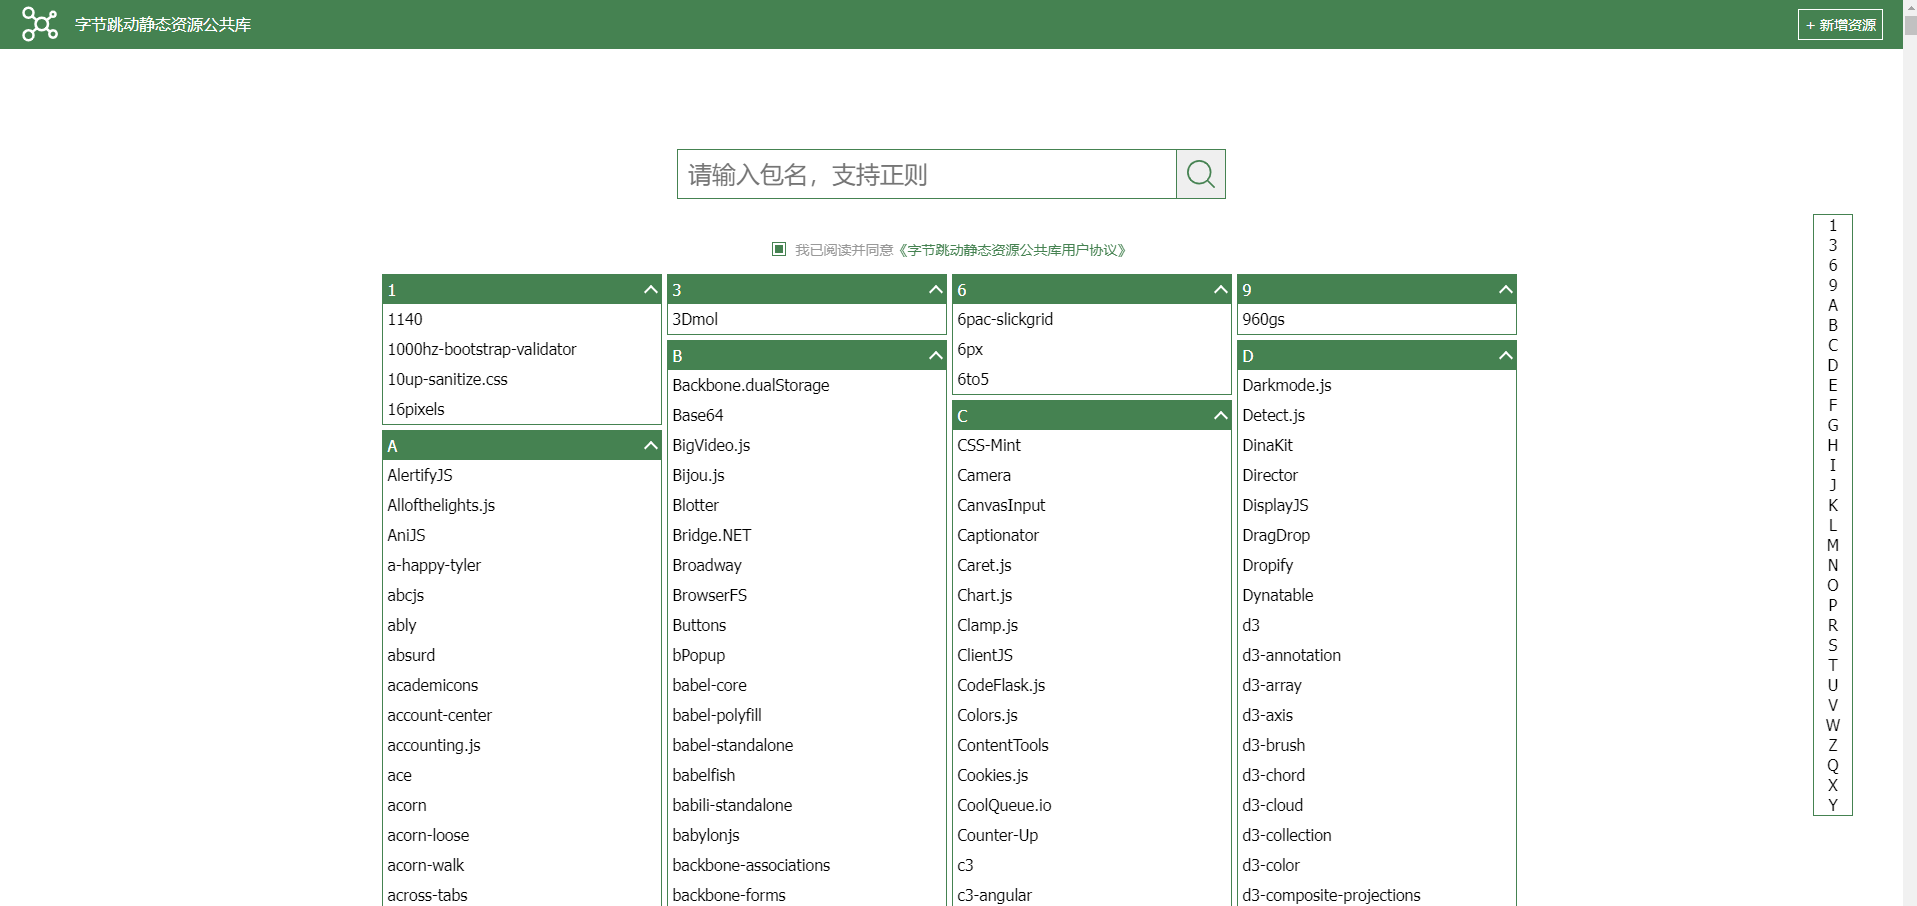 字节跳动静态资源公共库
+ 新增资源
请输入包名，支持正则
我已阅读并同意《字节跳动静态资源公共库用户协议》
1
1140
1000hz-bootstrap-validator
10up-sanitize.css
16pixels
A
AlertifyJS
Allofthelights.js
AniJS
a-happy-tyler
abcjs
ably
absurd
academicons
account-center
accounting.js
ace
acorn
acorn-loose
acorn-walk
across-tabs
3
3Dmol
B
Backbone.dualStorage
Base64
BigVideo.js
Bijou.js
Blotter
Bridge.NET
Broadway
BrowserFS
Buttons
bPopup
babel-core
babel-polyfill
babel-standalone
babelfish
babili-standalone
babylonjs
backbone-associations
backbone-forms
6
6pac-slickgrid
6px
6to5
C
CSS-Mint
Camera
CanvasInput
Captionator
Caret.js
Chart.js
Clamp.js
ClientJS
CodeFlask.js
Colors.js
ContentTools
Cookies.js
CoolQueue.io
Counter-Up
c3
c3-angular
9
960gs
D
Darkmode.js
Detect.js
DinaKit
Director
DisplayJS
DragDrop
Dropify
Dynatable
d3
d3-annotation
d3-array
d3-axis
d3-brush
d3-chord
d3-cloud
d3-collection
d3-color
d3-composite-projections
1
3
6
9
A
B
C
D
E
F
G
H
I
J
K
L
M
N
O
P
R
S
T
U
V
W
Z
Q
X
Y